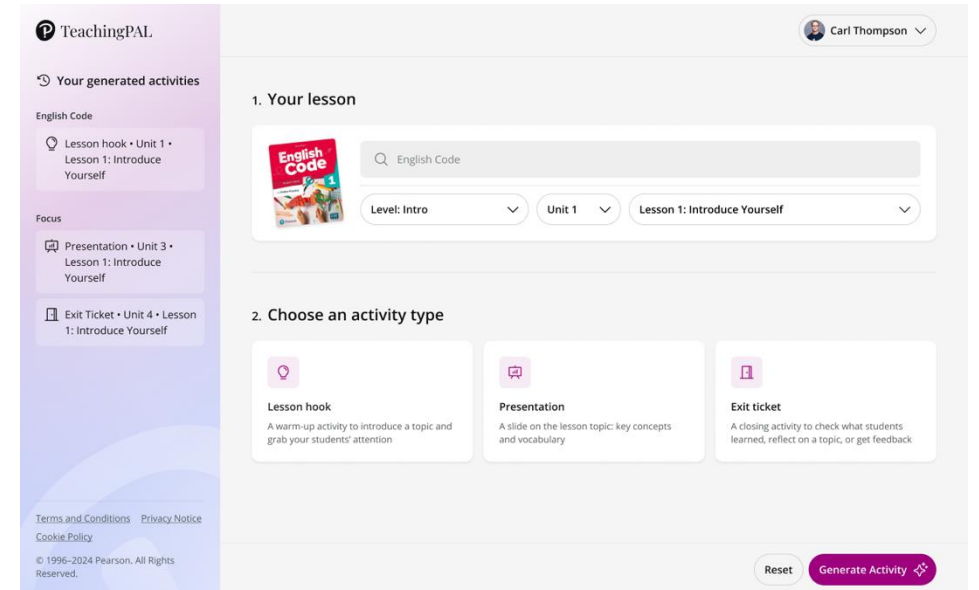 TeachingPAL
Carl Thompson
Your generated activities
English Code
Lesson hook • Unit 1 •
Lesson 1: Introduce
Yourself
Focus
Presentation • Unit 3 •
Lesson 1: Introduce
Yourself
Exit Ticket • Unit 4 • Lesson
1: Introduce Yourself
Terms and Conditions Privacy Notice
Cookie Policy
© 1996–2024 Pearson. All Rights
Reserved.
1. Your lesson
English
Code
1
English Code
Level: Intro
Unit 1
Lesson 1: Introduce Yourself
2. Choose an activity type
Lesson hook
A warm-up activity to introduce a topic and
grab your students' attention
Presentation
A slide on the lesson topic: key concepts
and vocabulary
Exit ticket
A closing activity to check what students
learned, reflect on a topic, or get feedback
Reset
Generate Activity